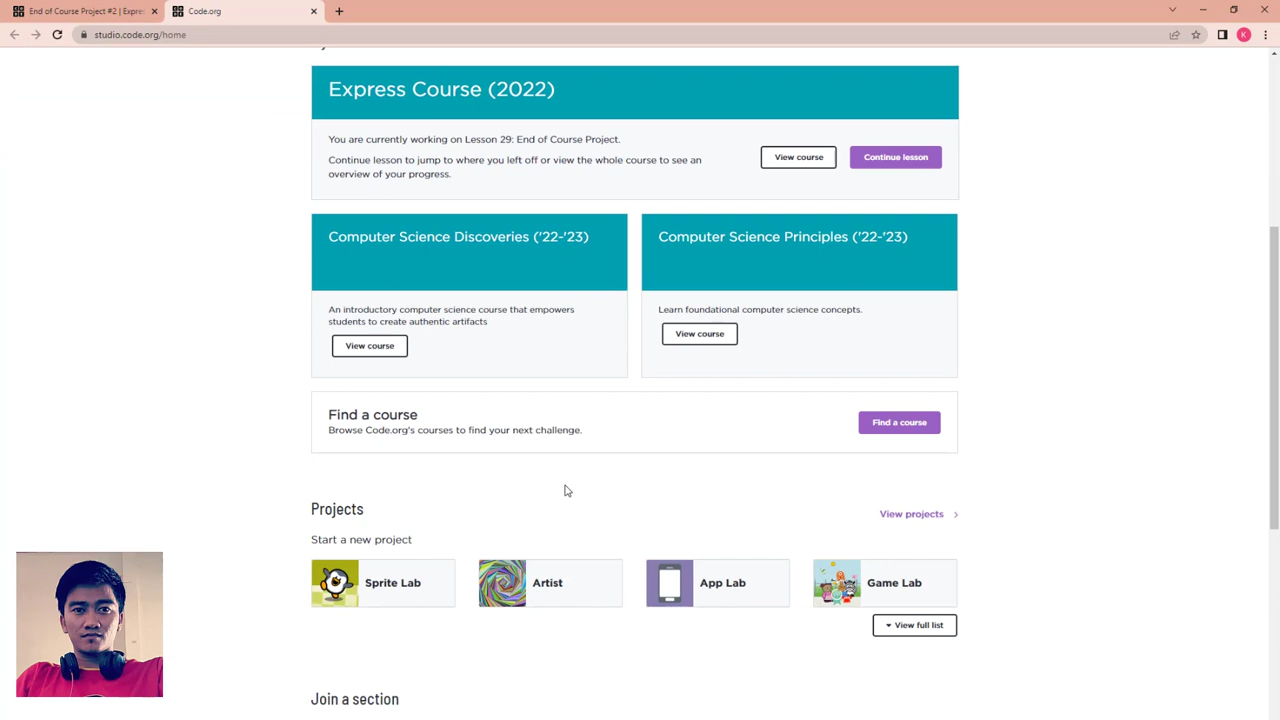 End of Course Project #2 | Expre
Code.org
studio.code.org/home
K
Express Course (2022)
You are currently working on Lesson 29: End of Course Project.
Continue lesson to jump to where you left off or view the whole course to see an
overview of your progress.
View course
Continue lesson
Computer Science Discoveries ('22-'23)
Computer Science Principles ('22-'23)
An introductory computer science course that empowers
students to create authentic artifacts
View course
Learn foundational computer science concepts.
View course
Find a course
Browse Code.org's courses to find your next challenge.
Find a course
Projects
View projects
Start a new project
Sprite Lab
Artist
App Lab
Game Lab
View full list
Join a section